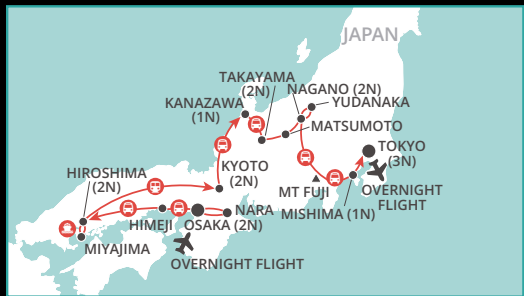 JAPAN
TAKAYAMA
(2N)
NAGANO (2N)
YUDANAKA
KANAZAWA
(1N)
MATSUMOTO
TOKYO
(3N)
HIROSHIMA
(2N)
KYOTO
(2N)
MT FUJI
OVERNIGHT
FLIGHT
MISHIMA (1N)
NARA
HIMEJI
OSAKA (2N)
MIYAJIMA
OVERNIGHT FLIGHT